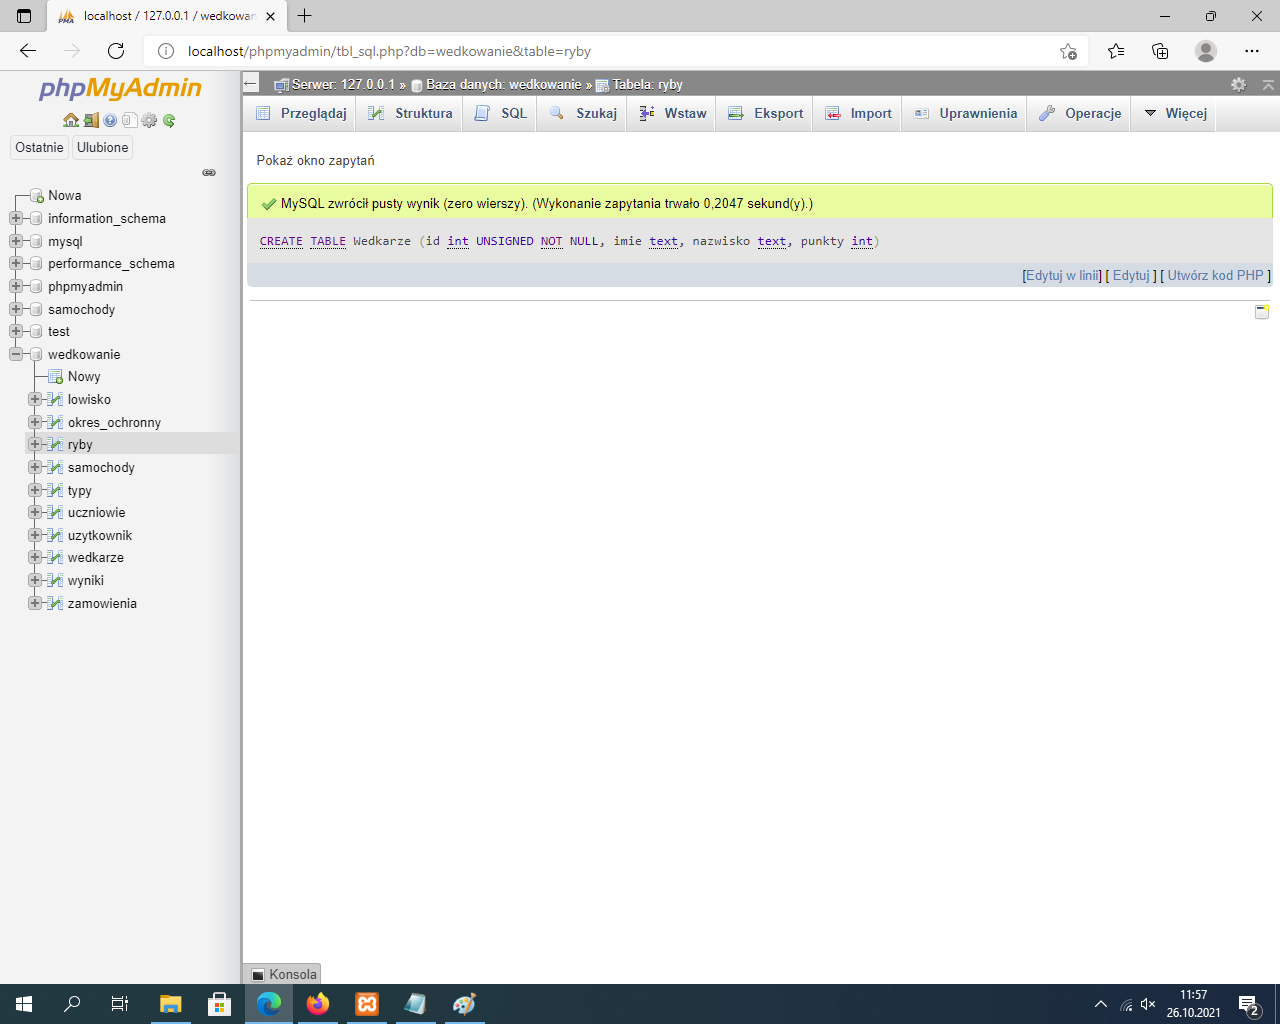 localhost / 127.0.0.1 / wedkowan
localhost/phpmyadmin/tbl_sql.php?db=wedkowanie&table=ryby
phpMyAdmin
Ostatnie Ulubione
Nowa
information_schema
mysql
performance_schema
phpmyadmin
samochody
test
wedkowanie
Nowy
lowisko
okres_ochronny
ryby
samochody
typy
uczniowie
uzytkownik
wedkarze
wyniki
zamowienia
Serwer: 127.0.0.1 » Baza danych: wedkowanie » Tabela: ryby
Przeglądaj Struktura SQL Szukaj Wstaw Eksport Import Uprawnienia Operacje Więcej
Pokaż okno zapytań
MySQL zwrócił pusty wynik (zero wierszy). (Wykonanie zapytania trwało 0,2047 sekund(y).)
CREATE TABLE Wedkarze (id int UNSIGNED NOT NULL, imie text, nazwisko text, punkty int)
[Edytuj w linii] [ Edytuj ] [ Utwórz kod PHP ]
Konsola
11:57
26.10.2021
2